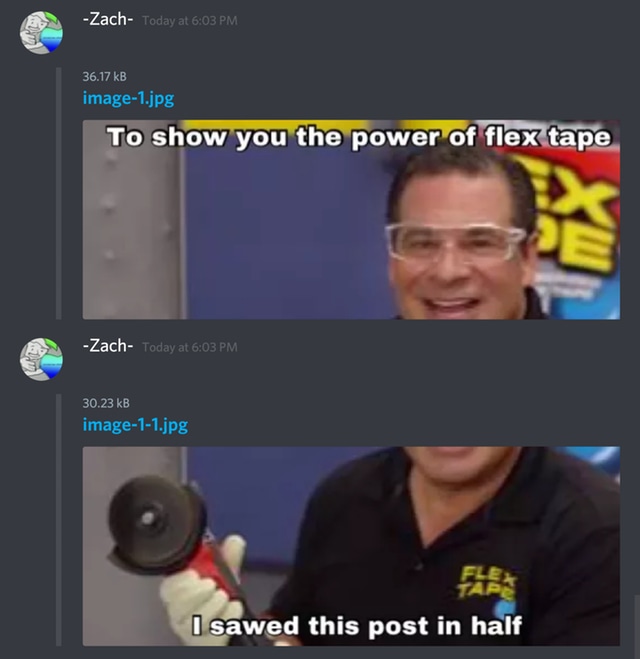 -Zach- Today at 6:03 PM
36.17 kB
image-1.jpg
To show you the power of flex tape
EX
PE
-Zach- Today at 6:03 PM
30.23 kB
image-1-1.jpg
FLEX
TAPE
I sawed this post in half